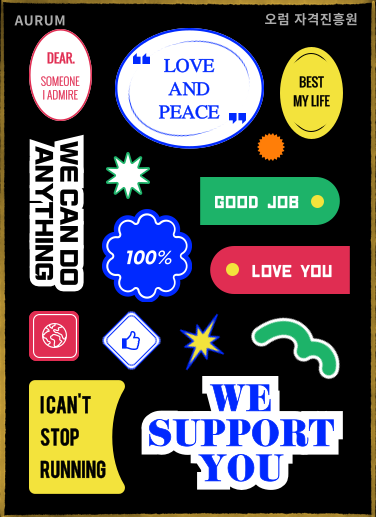 AURUM
오럼 자격진흥원
DEAR.
SOMEONE
I ADMIRE
❝ LOVE
AND
PEACE ❞
BEST
MY LIFE
WE CAN DO
ANYTHING
GOOD JOB
100%
LOVE YOU
I CAN'T
STOP
RUNNING
WE
SUPPORT
YOU